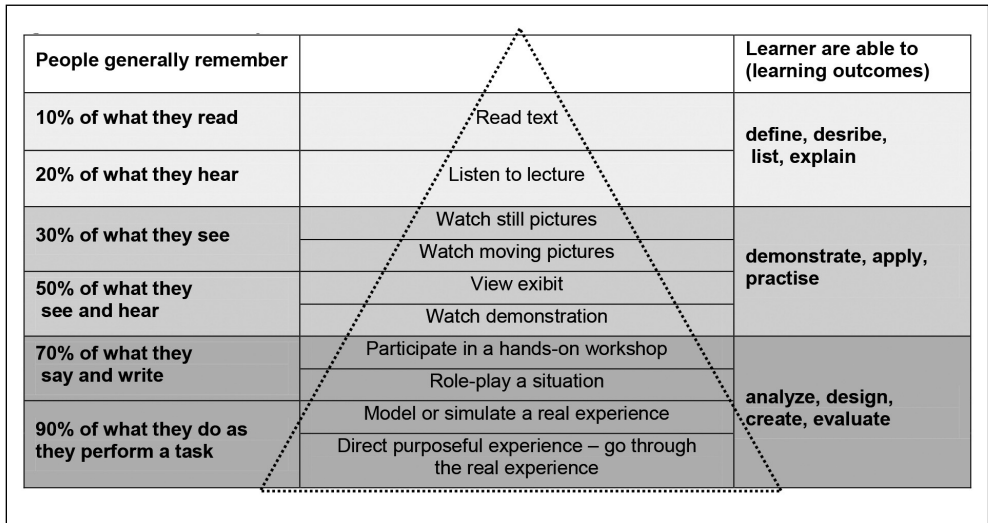 People generally remember
Learner are able to
(learning outcomes)
10% of what they read
Read text
define, desribe,
list, explain
20% of what they hear
Listen to lecture
30% of what they see
Watch still pictures
Watch moving pictures
demonstrate, apply,
practise
50% of what they
see and hear
View exibit
Watch demonstration
70% of what they
say and write
Participate in a hands-on workshop
Role-play a situation
analyze, design,
create, evaluate
90% of what they do as
they perform a task
Model or simulate a real experience
Direct purposeful experience – go through
the real experience